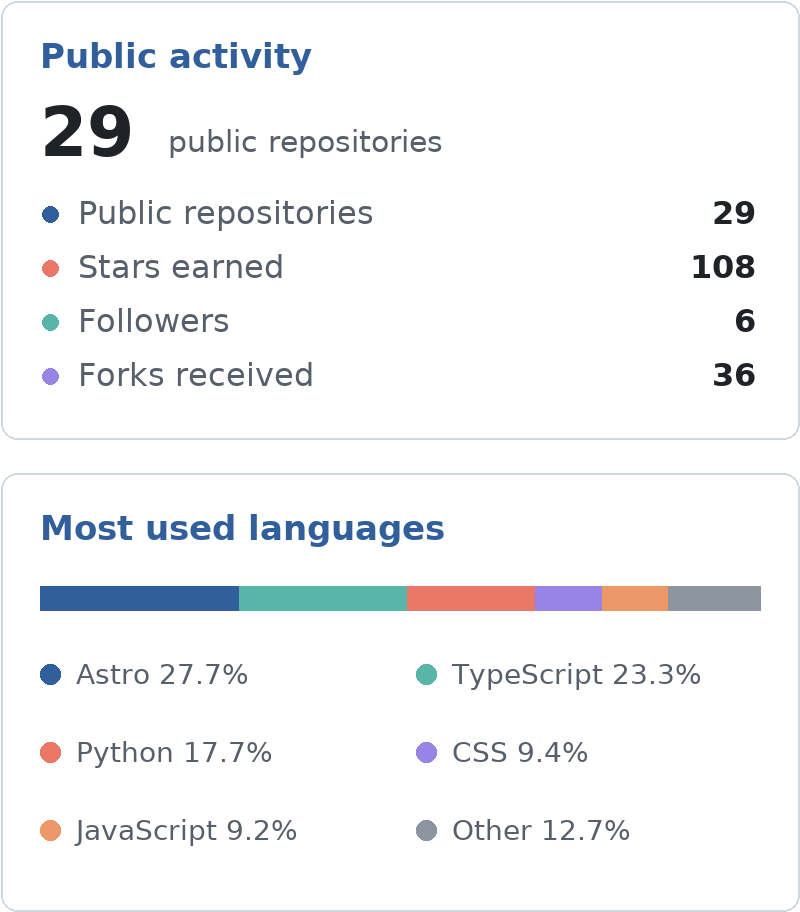 Public activity
29 public repositories
Public repositories 29
Stars earned 108
Followers 6
Forks received 36
Most used languages
Astro 27.7% TypeScript 23.3%
Python 17.7% CSS 9.4%
JavaScript 9.2% Other 12.7%